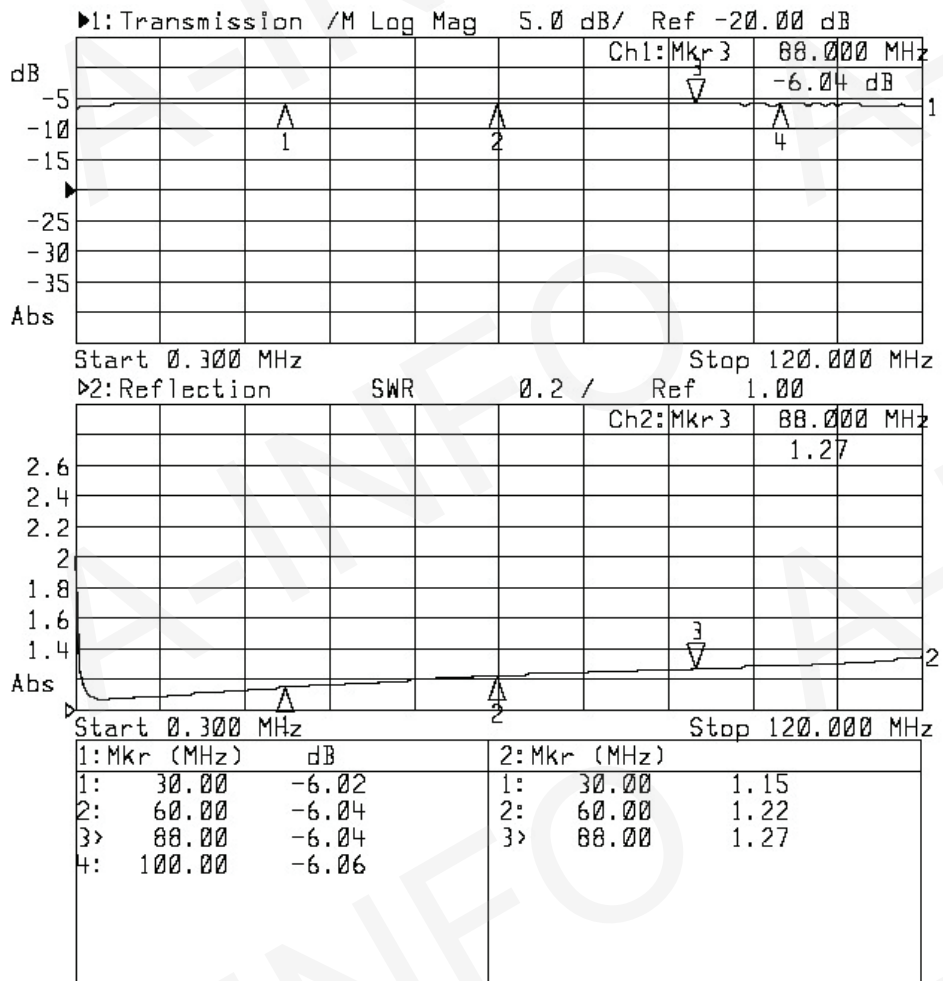 ▶1:Transmission /M Log Mag 5.0 dB/ Ref -20.00 dB
Ch1:Mkr3 88.000 MHz
-6.04 dB
dB
-5
-10
-15
-25
-30
-35
Abs
1
2
3
4
1
Start 0.300 MHz Stop 120.000 MHz
▷2:Reflection SWR 0.2 / Ref 1.00
Ch2:Mkr3 88.000 MHz
1.27
2.6
2.4
2.2
2
1.8
1.6
1.4
Abs
3
2
2
Start 0.300 MHz Stop 120.000 MHz
1:Mkr (MHz) dB
1: 30.00 -6.02
2: 60.00 -6.04
3> 88.00 -6.04
4: 100.00 -6.06
2:Mkr (MHz)
1: 30.00 1.15
2: 60.00 1.22
3> 88.00 1.27
A-INFO
A-INFO
A-INFO